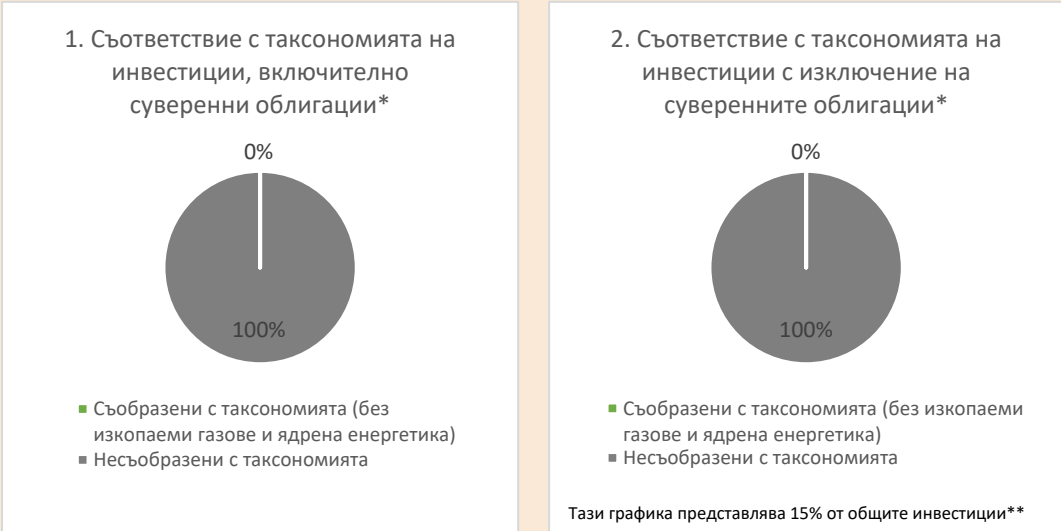 1. Съответствие с таксономията на
инвестиции, включително
суверенни облигации*
0%
100%
Съобразени с таксономията (без
изкопаеми газове и ядрена енергетика)
Несъобразени с таксономията
2. Съответствие с таксономията на
инвестиции с изключение на
суверенните облигации*
0%
100%
Съобразени с таксономията (без изкопаеми
газове и ядрена енергетика)
Несъобразени с таксономията
Тази графика представлява 15% от общите инвестиции**